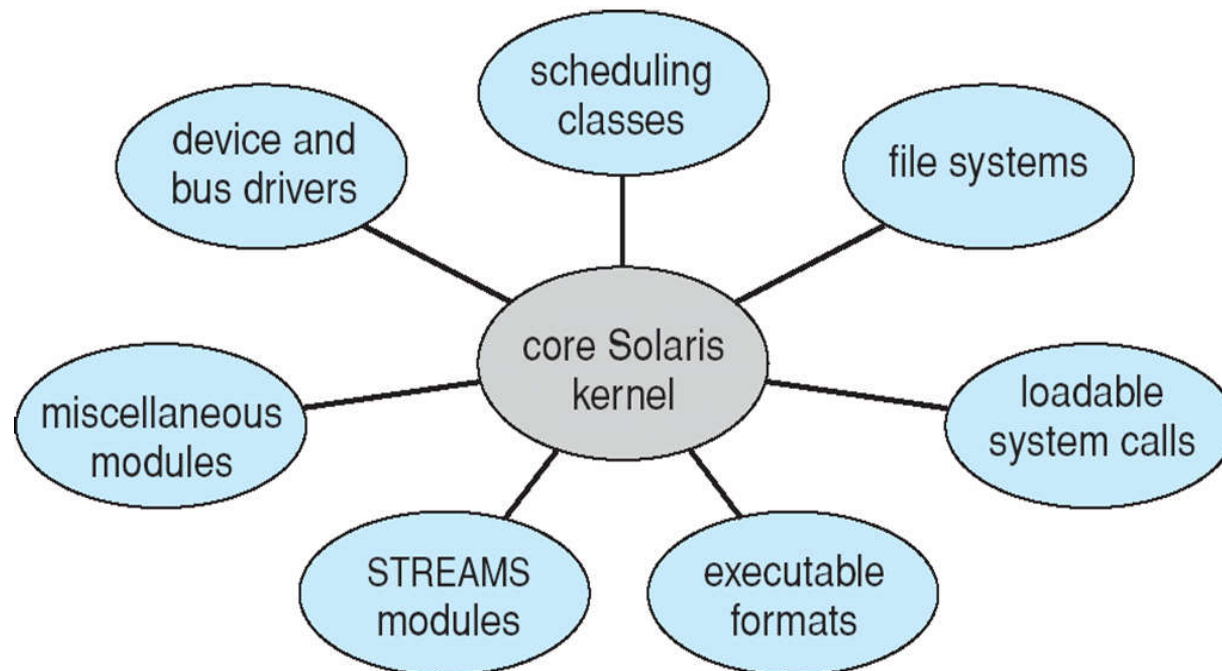 scheduling
classes
device and
bus drivers
file systems
core Solaris
kernel
miscellaneous
modules
loadable
system calls
STREAMS
modules
executable
formats